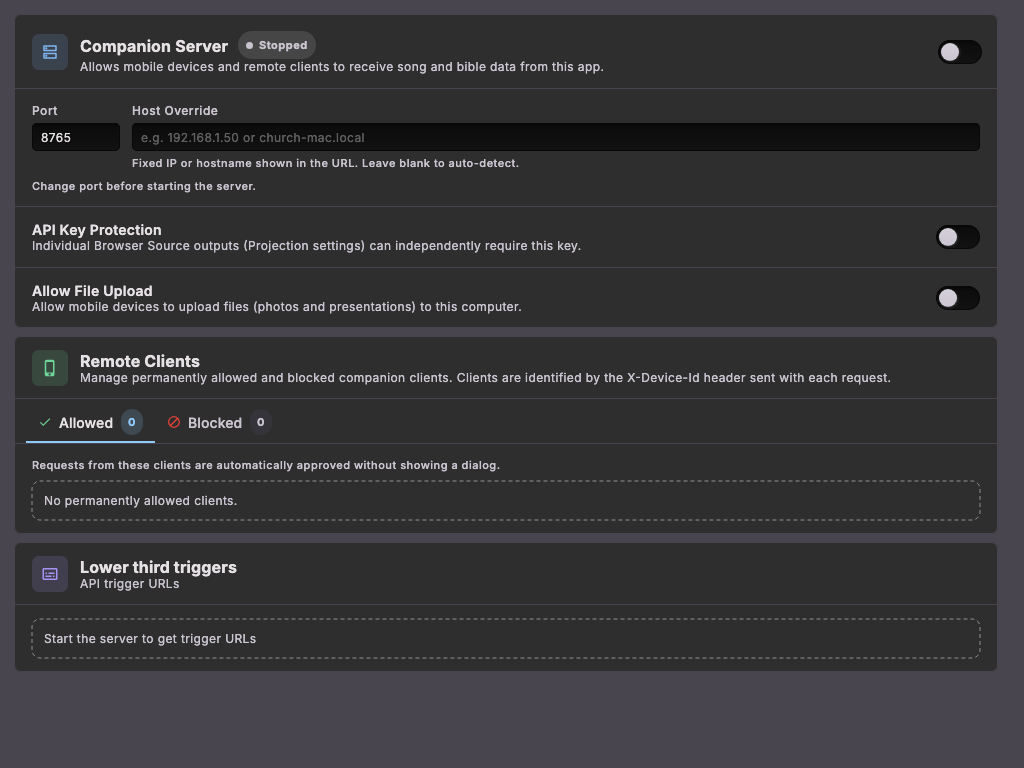 Companion Server
Stopped
Allows mobile devices and remote clients to receive song and bible data from this app.
Port
Host Override
8765
e.g. 192.168.1.50 or church-mac.local
Fixed IP or hostname shown in the URL. Leave blank to auto-detect.
Change port before starting the server.
API Key Protection
Individual Browser Source outputs (Projection settings) can independently require this key.
Allow File Upload
Allow mobile devices to upload files (photos and presentations) to this computer.
Remote Clients
Manage permanently allowed and blocked companion clients. Clients are identified by the X-Device-Id header sent with each request.
Allowed 0
Blocked 0
Requests from these clients are automatically approved without showing a dialog.
No permanently allowed clients.
Lower third triggers
API trigger URLs
Start the server to get trigger URLs